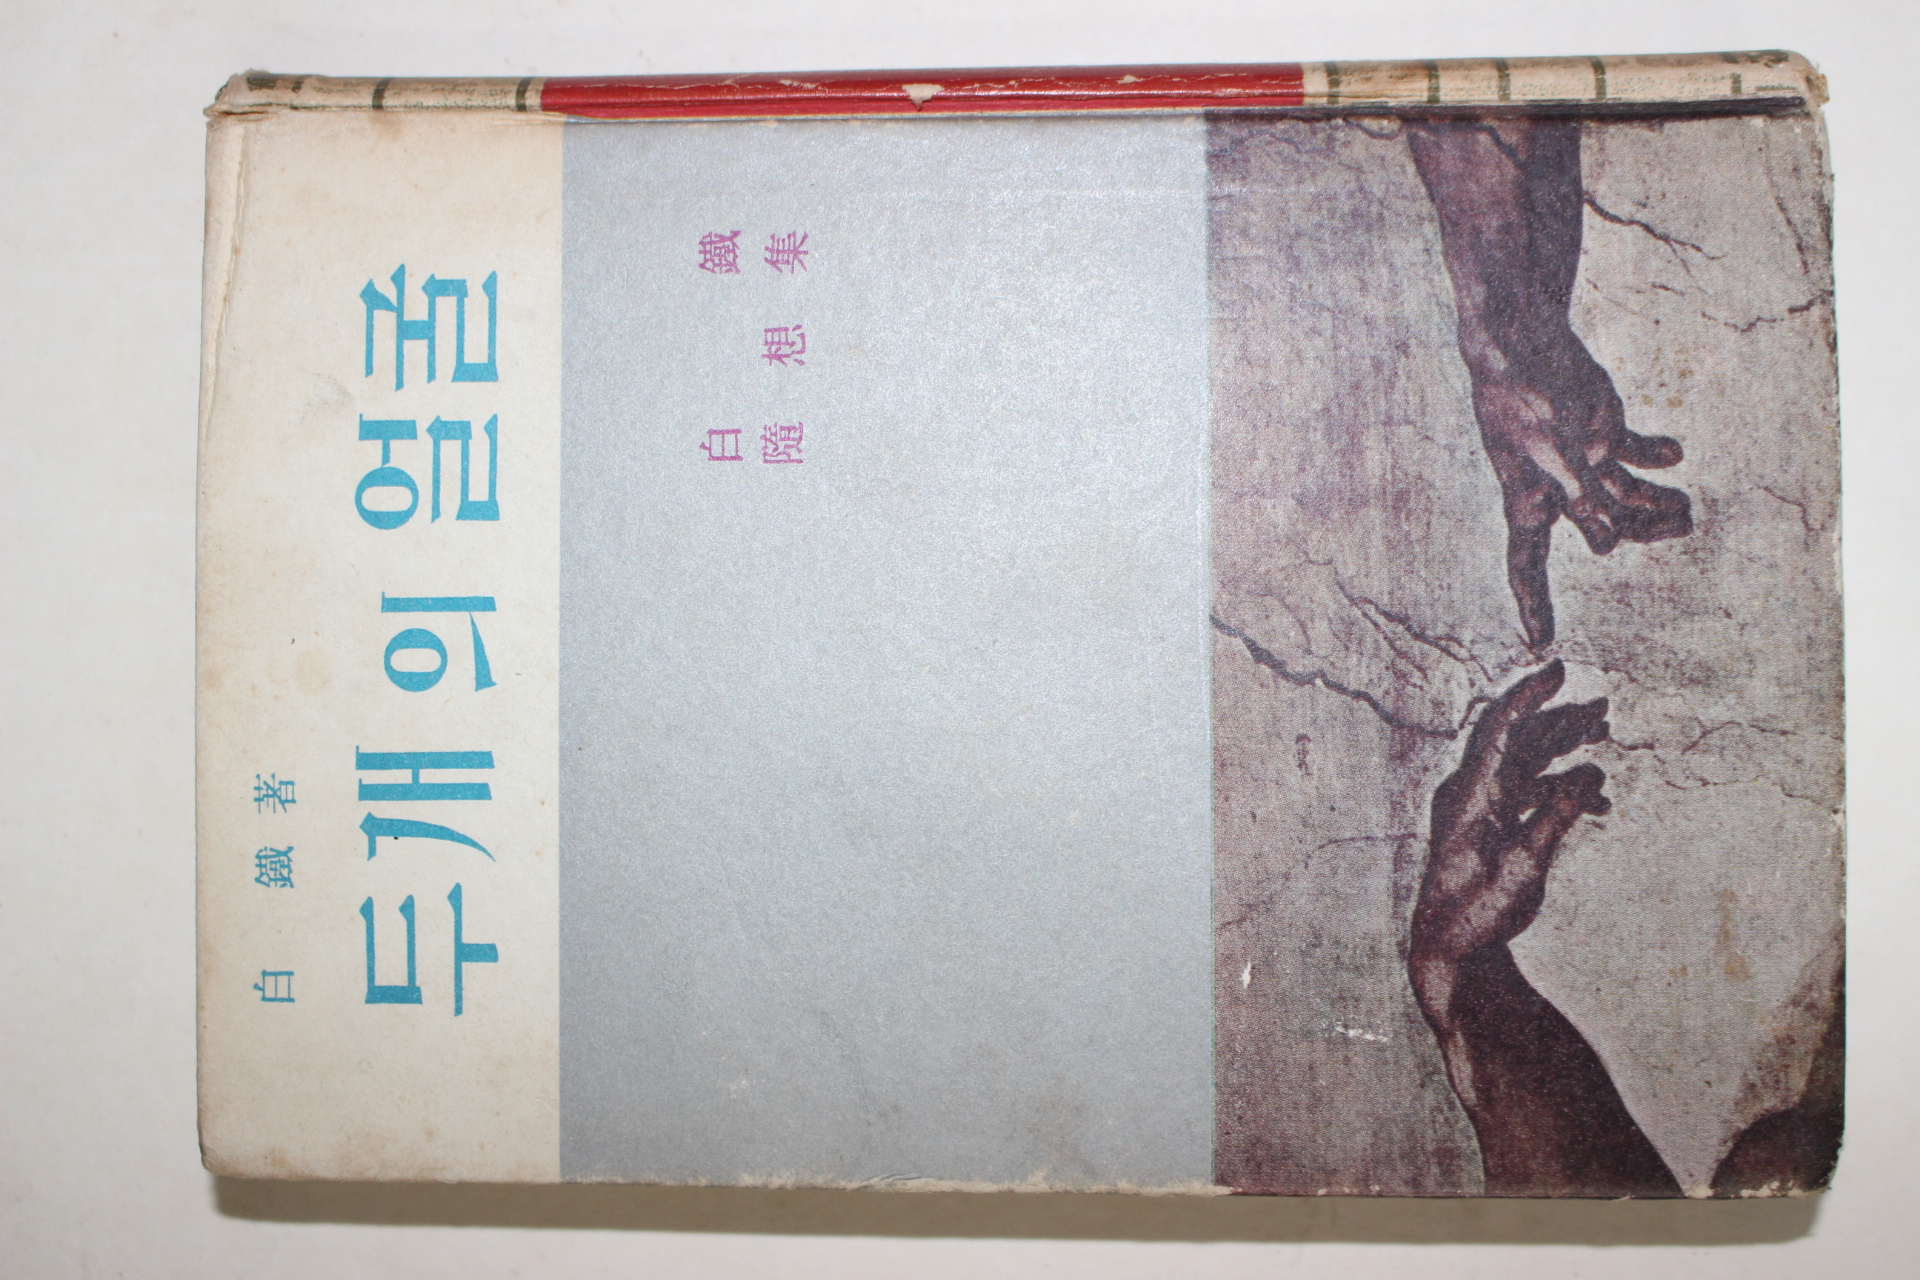 白鐵著
두개의 얼굴
白鐵
隨想集